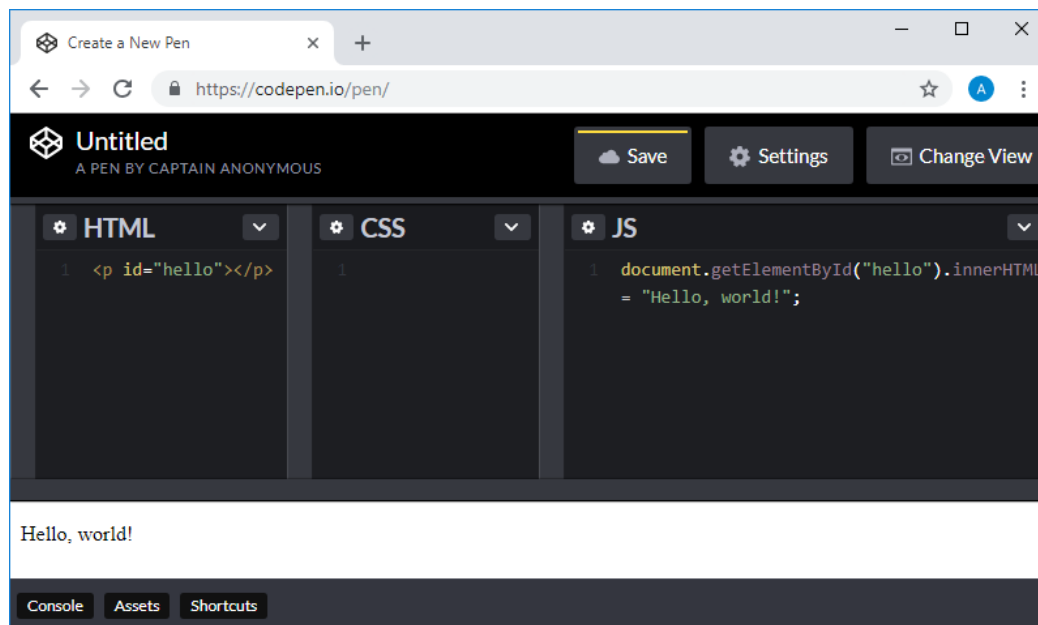 Create a New Pen
https://codepen.io/pen/
A
Untitled
A PEN BY CAPTAIN ANONYMOUS
Save
Settings
Change View
HTML
1 <p id="hello"></p>
CSS
1
JS
1 document.getElementById("hello").innerHTML
= "Hello, world!";
Hello, world!
Console Assets Shortcuts